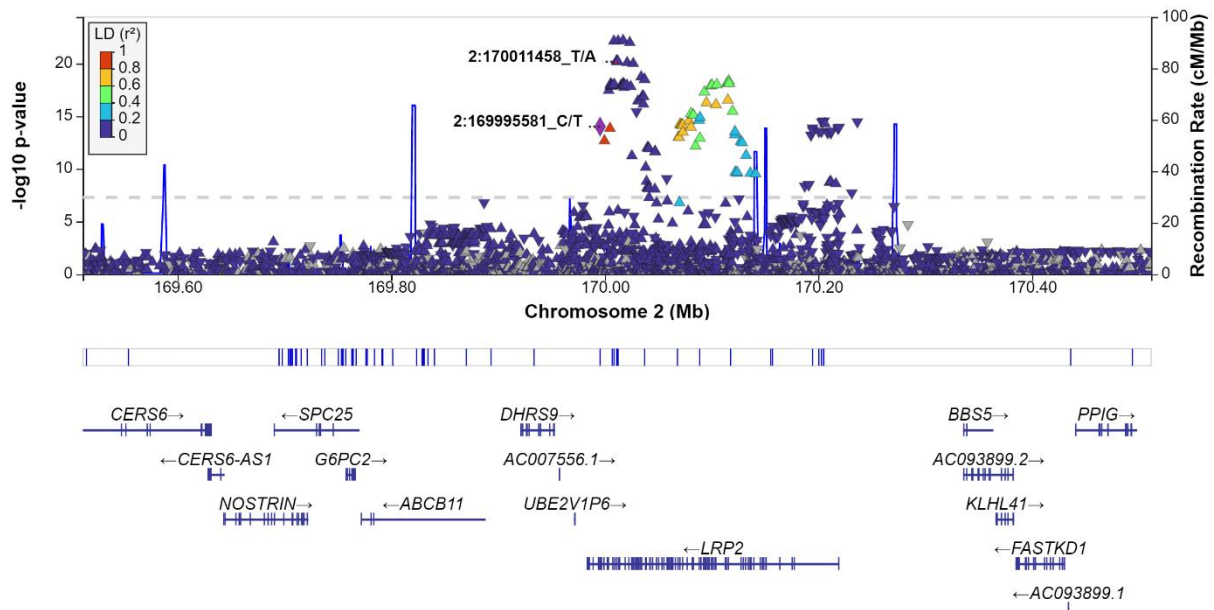 LD (r²)
1
0.8
0.6
0.4
0.2
0
20
15
10
5
0
-log10 p-value
100
80
60
40
20
0
Recombination Rate (cM/Mb)
2:170011458_T/A
2:169995581_C/T
169.60 169.80 170.00 170.20 170.40
Chromosome 2 (Mb)
CERS6→ ←SPC25 DHRS9→ BBS5→ PPIG→
←CERS6-AS1 G6PC2→ AC007556.1→ AC093899.2→
NOSTRIN→ ←ABCB11 UBE2V1P6→ KLHL41→
←LRP2 ←FASTKD1
←AC093899.1